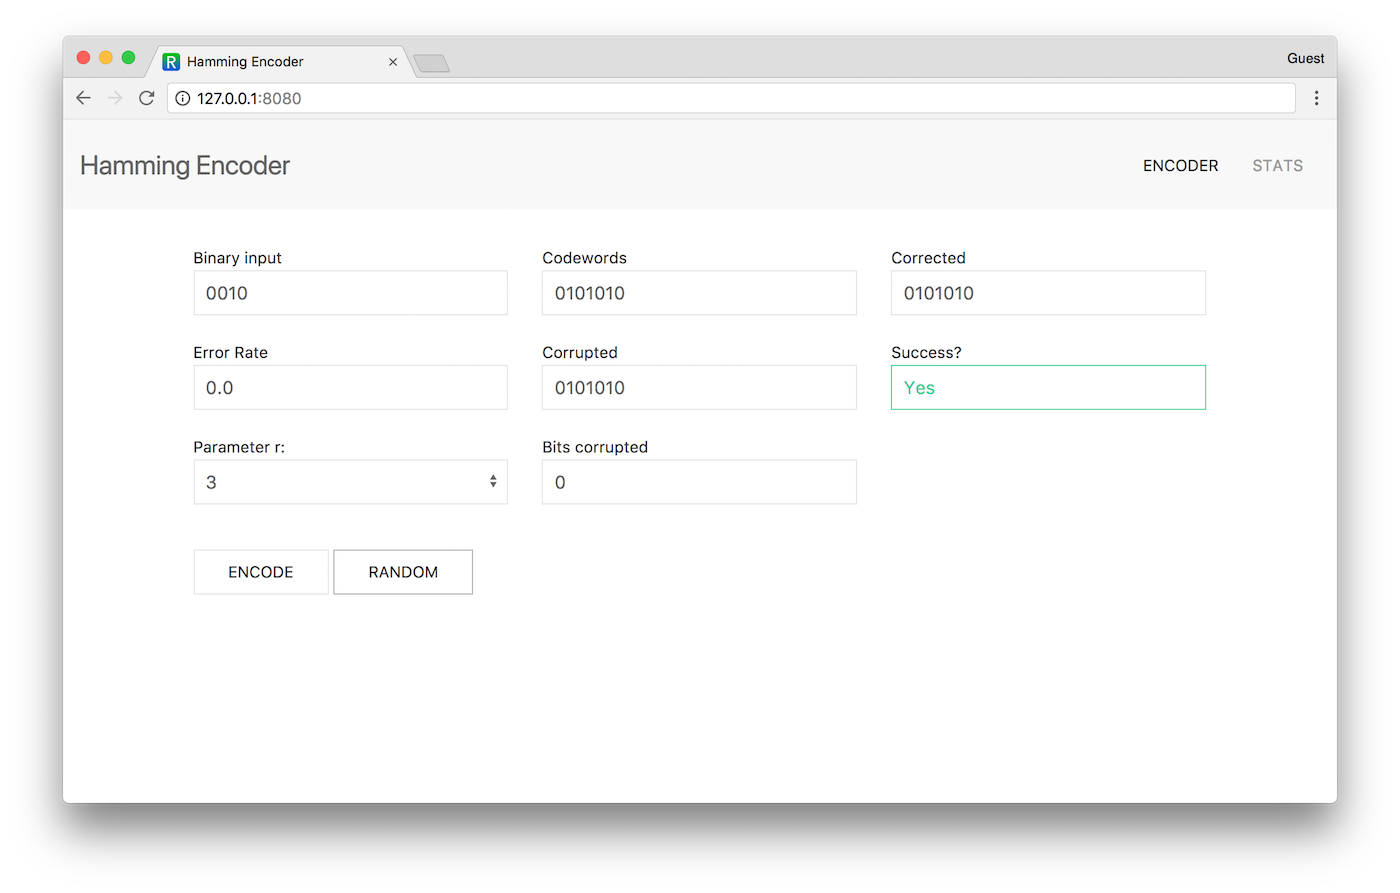 R Hamming Encoder
Guest
127.0.0.1:8080
Hamming Encoder
ENCODER STATS
Binary input
0010
Codewords
0101010
Corrected
0101010
Error Rate
0.0
Corrupted
0101010
Success?
Yes
Parameter r:
3
Bits corrupted
0
ENCODE RANDOM